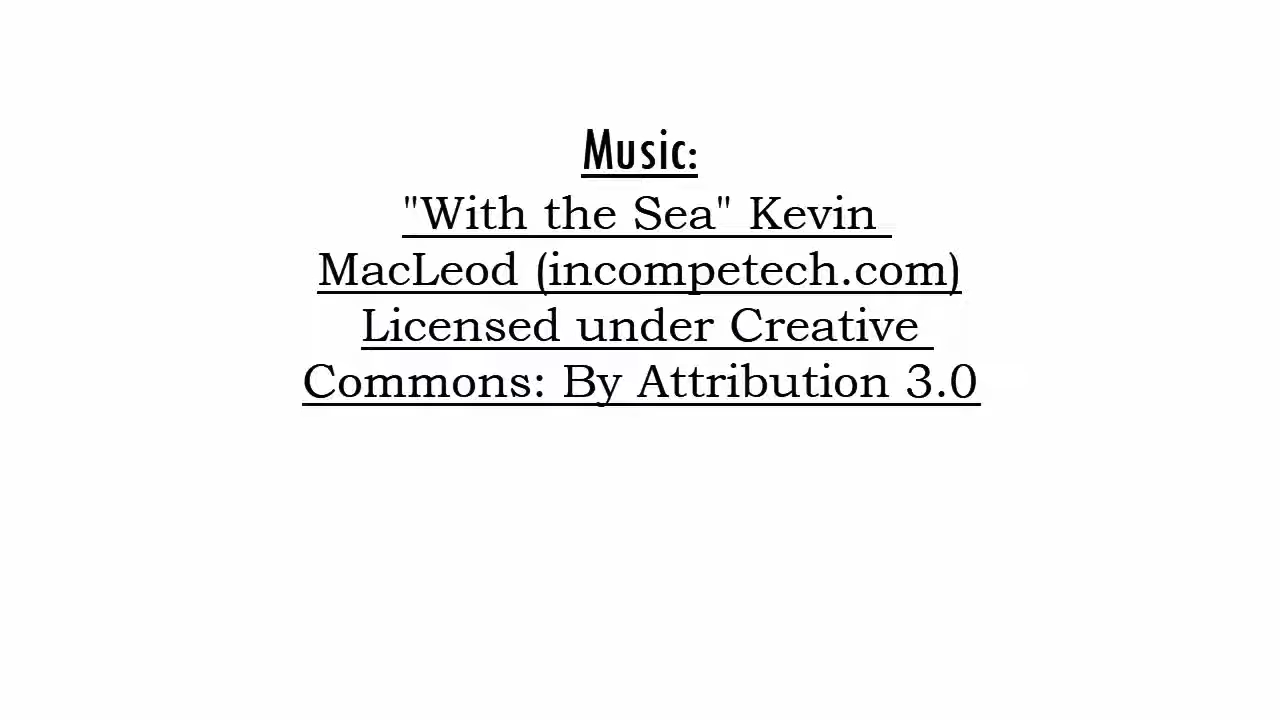 Music:
"With the Sea" Kevin
MacLeod (incompetech.com)
Licensed under Creative
Commons: By Attribution 3.0